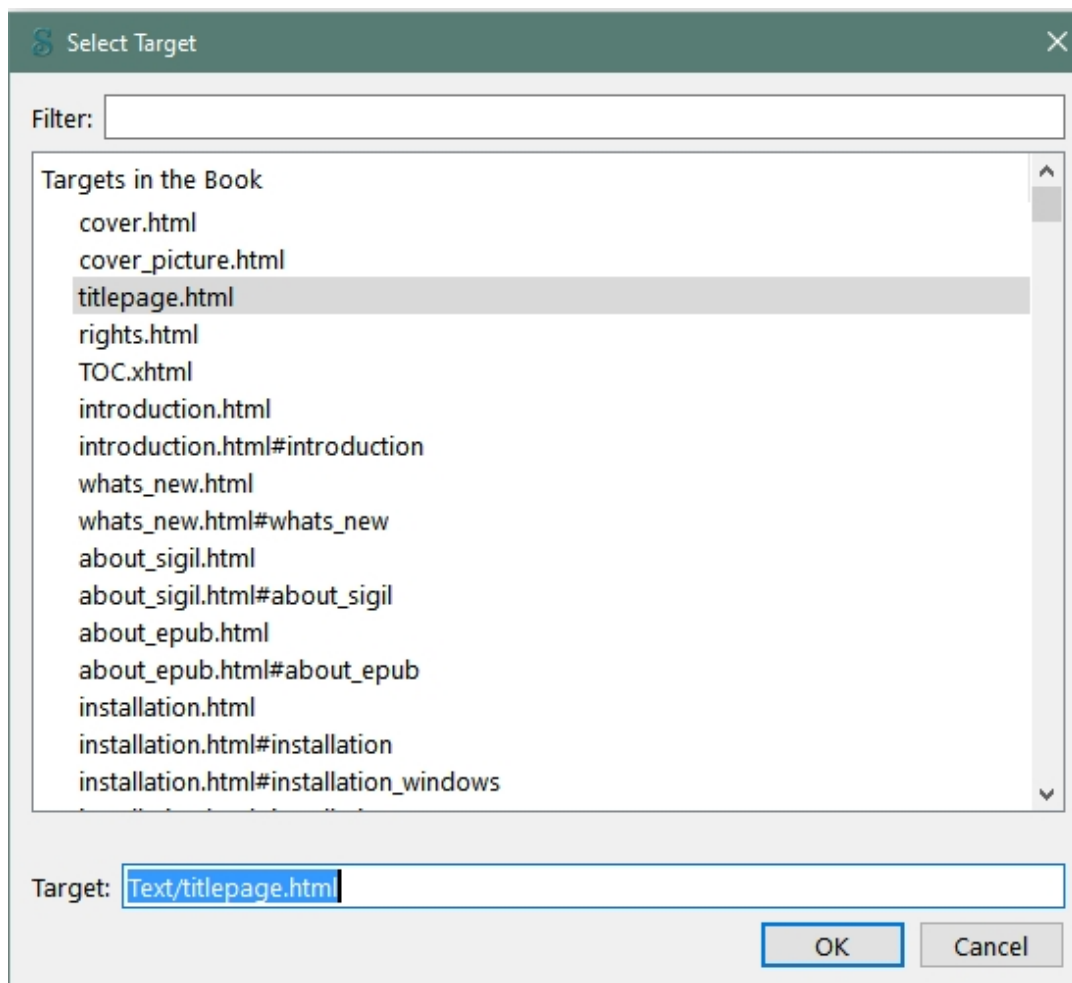 Select Target
Filter:
Targets in the Book
cover.html
cover_picture.html
titlepage.html
rights.html
TOC.xhtml
introduction.html
introduction.html#introduction
whats_new.html
whats_new.html#whats_new
about_sigil.html
about_sigil.html#about_sigil
about_epub.html
about_epub.html#about_epub
installation.html
installation.html#installation
installation.html#installation_windows
Target: Text/titlepage.html
OK Cancel